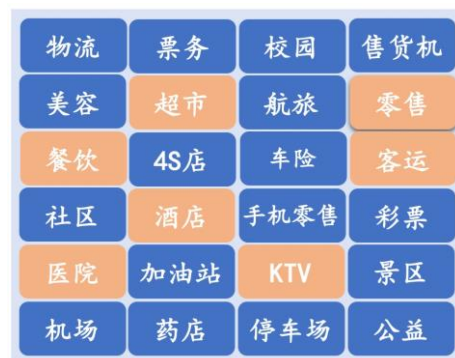 物流 票务 校园 售货机
美容 超市 航旅 零售
餐饮 4S店 车险 客运
社区 酒店 手机零售 彩票
医院 加油站 KTV 景区
机场 药店 停车场 公益